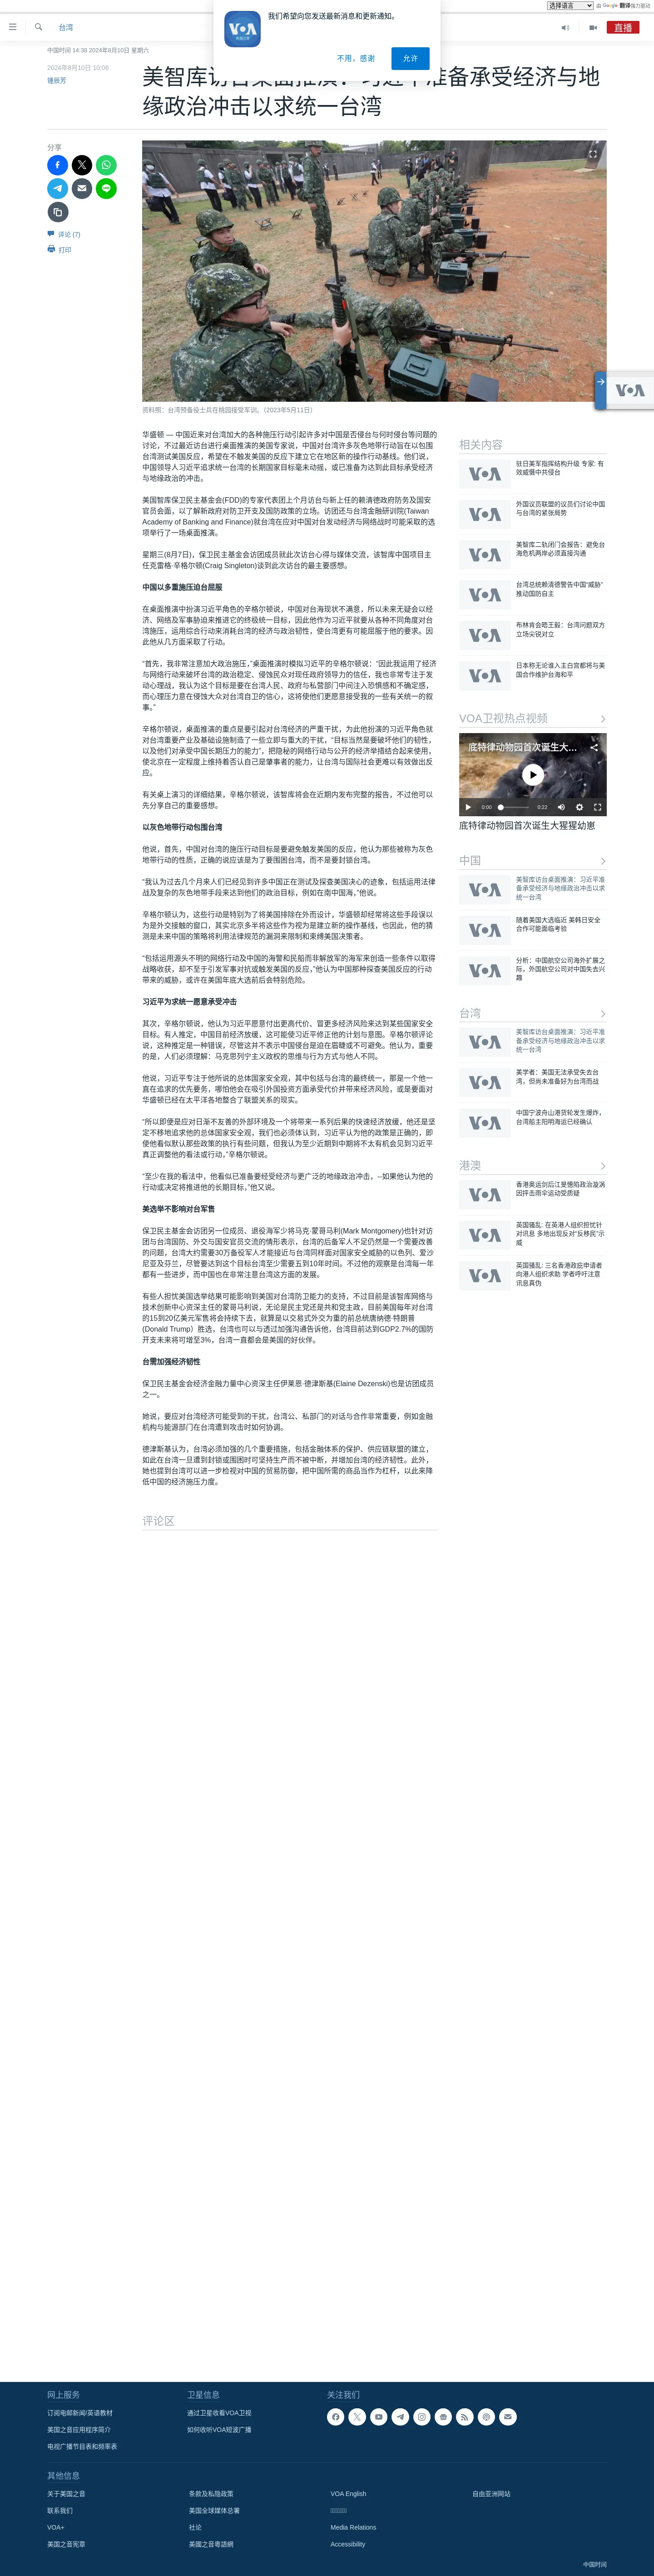 选择语言
由 Google 翻译强力驱动
我们希望向您发送最新消息和更新通知。
不用，感谢
允许
台湾
直播
中国时间 14:38 2024年8月10日 星期六
2024年8月10日 10:06
锺辰芳
美智库访台桌面推演：习近平准备承受经济与地
缘政治冲击以求统一台湾
分享
评论 (7)
打印
资料照：台湾预备役士兵在桃园接受军训。（2023年5月11日）
华盛顿 — 中国近来对台湾加大的各种施压行动引起许多对中国是否侵台与何时侵台等问题的
讨论，不过最近访台进行桌面推演的美国专家说，中国对台湾进行多重施压的行动是把包括
台湾测试美国反应，希望在不触发美国的反应下建立它在地区新的操作规范与基线。他们说，
中国领导人习近平追求统一台湾的长期国家目标毫未动摇，或已准备为达到此目标承受经济
与地缘政治的冲击。
美国智库保卫民主基金会(FDD)的专家代表团上个月访台与新上任的赖清德政府防务及国安
官员会面，以了解新政府对防卫开支及国防政策的立场。访团还与台湾金融研训院(Taiwan
Academy of Banking and Finance)就台湾在应对中国对台发动经济与网络战时可能采取的选
项举行了一场桌面推演。
星期三(8月7日)，保卫民主基金会访团成员就此次访台心得与媒体交流，该智库中国项目主
任克雷格·辛格尔顿(Craig Singleton)谈到此次访台的最主要感想。
中国以多重施压迫台屈服
在桌面推演中扮演习近平角色的辛格尔顿说，中国对台海现状不满意，所以未来无疑会以经
济、网络及军事胁迫来推进它的终极统一目标，因此他作为习近平就要从各种不同角度对台
湾施压，运用综合行动来消耗台湾的经济与政治韧性，使台湾更有可能屈服于他的要求。因
此他从几方面采取了行动。
“首先，我非常注意加大政治施压，”桌面推演时模拟习近平的辛格尔顿说：“因此我运用了经济
与网络行动来破坏台湾的政治稳定、侵蚀民众对现任政府领导力的信任，我也非常专注于发
动心理战，我认为这个目标是要在台湾人民、政府与私营部门中间注入恐惧感和不确定感，
而心理压力意在侵蚀大众对台湾自卫的信心，这将使他们更倾向于想要直接安抚与大陆统一的叙
事。”
辛格尔顿说，桌面推演的重点是要引起对台湾经济的严重干扰，为此他扮演的习近平角色就
对台湾重要产业及基础设施制造了一些立即与重大的干扰，“目标当然是要破坏他们的韧性，
以及他们对承受中国长期压力的能力”，把隐秘的网络行动与公开的经济举措结合起来使用，
使北京在一定程度上维持着否认自己是肇事者的能力，让台湾与国际社会更难以有效做出反
应。
有关桌上演习的详细结果，辛格尔顿说，该智库将会在近期内发布完整的报告，不过他可以
先分享自己的重要感想。
以灰色地带行动包围台湾
他说，首先，中国对台湾的施压行动目标是要避免触发美国的反应，他认为那些被称为灰色
地带行动的性质，正确的说应该是为了要围困台湾，而不是要封锁台湾。
“我认为过去几个月来人们已经见到许多中国正在测试及探查美国决心的迹象，包括运用法律
战及复杂的灰色地带手段来达到他们的政治目标，例如在南中国海，”他说。
辛格尔顿认为，这些行动是特别为了将美国排除在外而设计，华盛顿却经常将这些手段误以
为是外交接触的窗口，其实北京多半将这些作为视为是建立新的操作基线，也因此，他的猜
测是未来中国的策略将利用法律规范的漏洞来限制和束缚美国决策者。
“包括运用源头不明的网络行动及中国的海警和民船而非解放军的海军来创造一些条件以取得
战略收获，却不至于引发军事对抗或触发美国的反应，”他认为中国那种探查美国反应的行动
带来的威胁，或许在美国年底大选前后会特别危险。
习近平为求统一愿意承受冲击
其次，辛格尔顿说，他认为习近平愿意付出更高代价、冒更多经济风险来达到某些国家安全
目标。有人推定，中国目前经济放缓，这可能使习近平对推进他计划的意愿下降。辛格尔顿评论
说，这种推定是一种错误，尽管这并不表示中国侵台是迫在眉睫或不可避免。他认为，重要
的是，人们必须理解：马克思列宁主义政权的思维与行为方式与他人不同。
他说，习近平专注于他所说的总体国家安全观，其中包括与台湾的最终统一，那是一个他一
直在追求的优先要务，哪怕他会在吸引外国投资方面承受代价并带来经济风险，或是要面对
华盛顿已经在太平洋各地整合了联盟体系的现实。
“所以即便是应对日渐不友善的外部环境及一个将带来一系列后果的快速经济放缓，他还是坚
定不移地追求他的总体国家安全观，我们也必须体认到，习近平认为他的政策是正确的，即
使他看似默认那些政策的执行有些问题，但我认为至少近期到中期将不太有机会见到习近平
真正调整他的看法或行动，”辛格尔顿说。
“至少在我的看法中，他看似已准备要经受经济与更广泛的地缘政治冲击，--如果他认为他的
行动或决定将推进他的长期目标，”他又说。
美选举不影响对台军售
保卫民主基金会访团另一位成员、退役海军少将马克·蒙哥马利(Mark Montgomery)也针对访
团与台湾国防、外交与国安官员交流的情形表示，台湾的后备军人不足仍然是一个需要改善
的问题，台湾大约需要30万备役军人才能接近与台湾同样面对国家安全威胁的以色列、爱沙
尼亚及芬兰，尽管要达到这个目标台湾至少需要五到10年时间。不过他的观察是台湾每一年
都有一些进步，而中国也在非常注意台湾这方面的发展。
有些人担忧美国选举结果可能影响到美国对台湾防卫能力的支持，不过目前是该智库网络与
技术创新中心资深主任的蒙哥马利说，无论是民主党还是共和党主政，目前美国每年对台湾
的15到20亿美元军售将会持续下去，就算是以交易式外交为重的前总统唐纳德·特朗普
(Donald Trump）胜选，台湾也可以与透过加强沟通告诉他，台湾目前达到GDP2.7%的国防
开支未来将可增至3%，台湾一直都会是美国的好伙伴。
台需加强经济韧性
保卫民主基金会经济金融力量中心资深主任伊莱恩·德津斯基(Elaine Dezenski)也是访团成员
之一。
她说，要应对台湾经济可能受到的干扰，台湾公、私部门的对话与合作非常重要，例如金融
机构与能源部门在台湾遭到攻击时如何协调。
德津斯基认为，台湾必须加强的几个重要措施，包括金融体系的保护、供应链联盟的建立，
如此在台湾一旦遭到封锁或围困时可坚持生产而不被中断，并增加台湾的经济韧性。此外，
她也提到台湾可以进一步检视对中国的贸易防御，把中国所需的商品当作为杠杆，以此来降
低中国的经济施压力度。
评论区
相关内容
驻日美军指挥结构升级 专家: 有
效威慑中共侵台
外国议员联盟的议员们讨论中国
与台湾的紧张局势
美智库二轨闭门会报告：避免台
海危机两岸必须直接沟通
台湾总统赖清德警告中国“威胁”
推动国防自主
布林肯会晤王毅：台湾问题双方
立场尖锐对立
日本称无论谁入主白宫都将与美
国合作维护台海和平
VOA卫视热点视频
底特律动物园首次诞生大...
0:00
0:22
底特律动物园首次诞生大猩猩幼崽
中国
美智库访台桌面推演：习近平准
备承受经济与地缘政治冲击以求
统一台湾
随着美国大选临近 美韩日安全
合作可能面临考验
分析：中国航空公司海外扩展之
际，外国航空公司对中国失去兴
趣
台湾
美智库访台桌面推演：习近平准
备承受经济与地缘政治冲击以求
统一台湾
美学者：美国无法承受失去台
湾，但尚未准备好为台湾而战
中国宁波舟山港货轮发生爆炸，
台湾船主阳明海运已经确认
港澳
香港奥运剑后江旻憓陷政治漩涡
因抨击雨伞运动受质疑
英国骚乱: 在英港人组织担忧针
对讯息 多地出现反对“反移民”示
威
英国骚乱: 三名香港政庇申请者
向港人组织求助 学者呼吁注意
讯息真伪
网上服务
订阅电邮新闻/英语教材
美国之音应用程序简介
电视广播节目表和频率表
卫星信息
通过卫星收看VOA卫视
如何收听VOA短波广播
关注我们
其他信息
关于美国之音
联系我们
VOA+
美国之音宪章
条款及私隐政策
美国全球媒体总署
社论
美國之音粵語網
VOA English
Media Relations
Accessibility
自由亚洲网站
中国时间